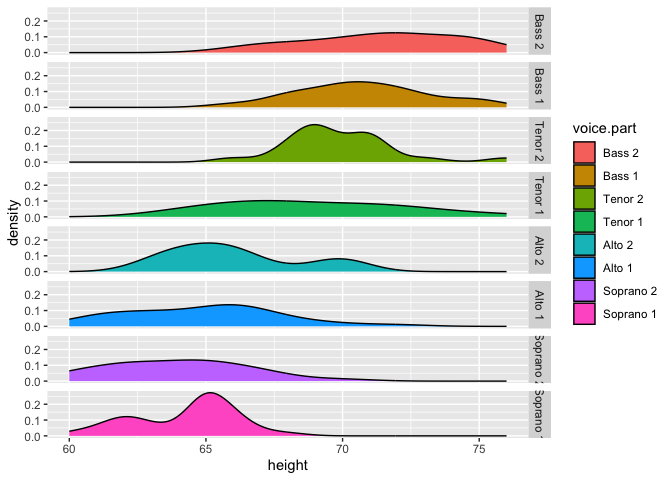 0.2
0.1
0.0
Bass 2
0.2
0.1
0.0
Bass 1
0.2
0.1
0.0
Tenor 2
0.2
0.1
0.0
Tenor 1
0.2
0.1
0.0
Alto 2
0.2
0.1
0.0
Alto 1
0.2
0.1
0.0
Soprano
0.2
0.1
0.0
Soprano
density
60
65
70
75
height
voice.part
Bass 2
Bass 1
Tenor 2
Tenor 1
Alto 2
Alto 1
Soprano 2
Soprano 1